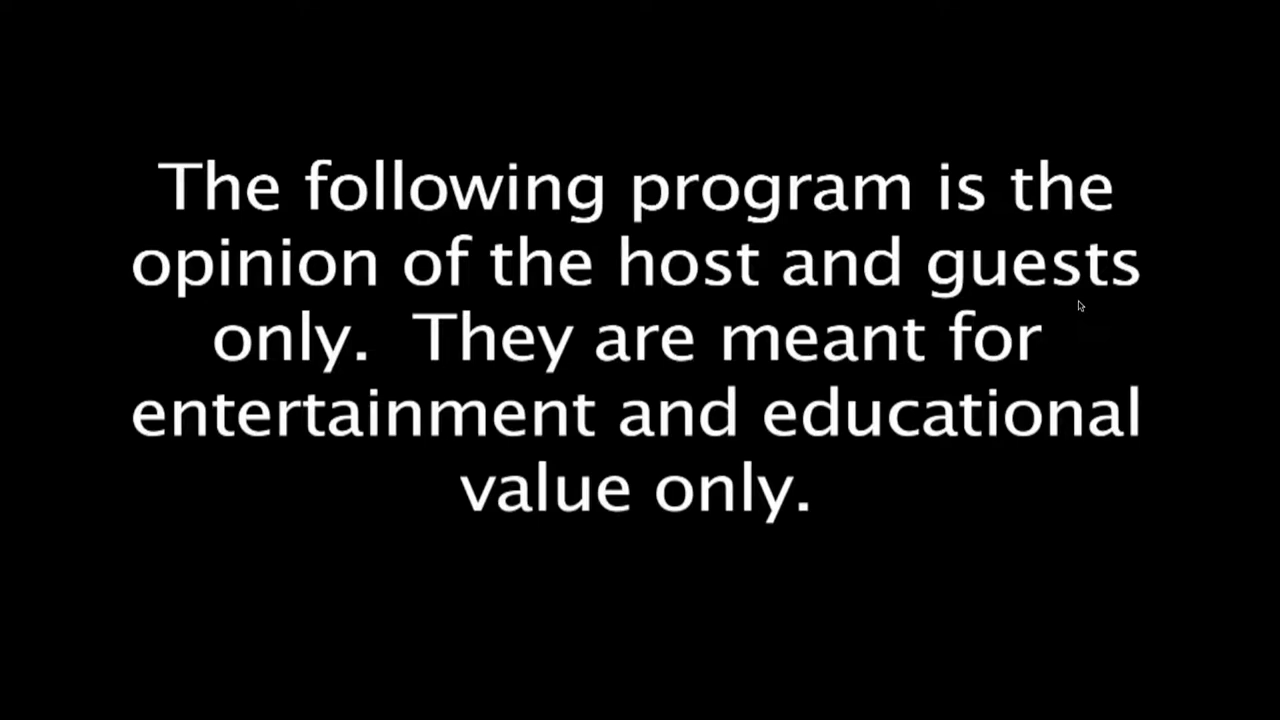 The following program is the
opinion of the host and guests
only.  They are meant for
entertainment and educational
value only.